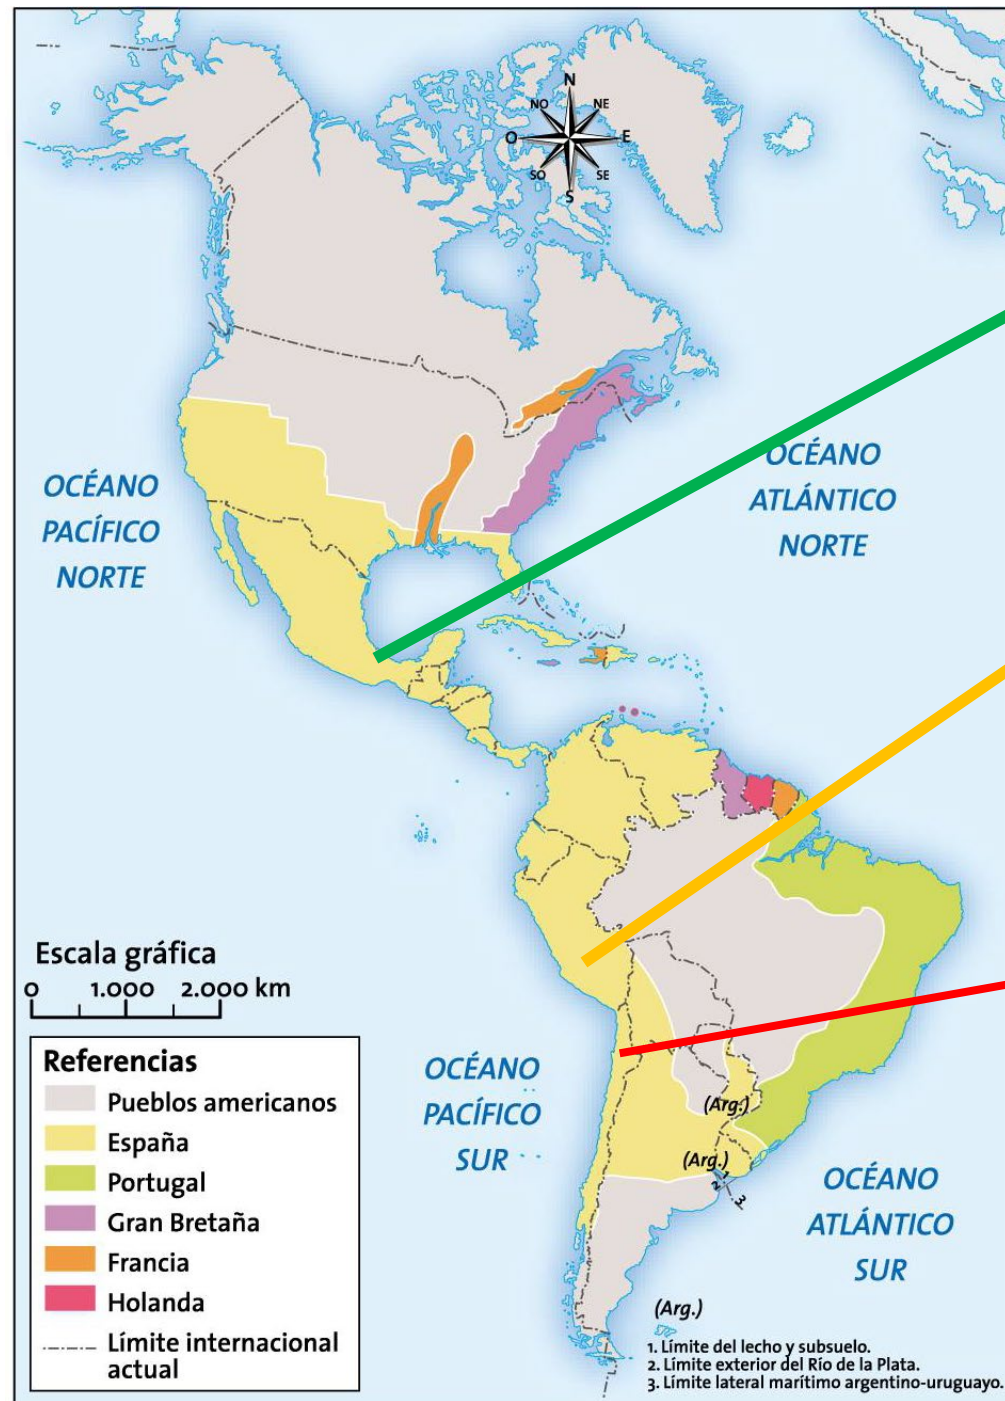 N
NO
NE
O
E
SO
SE
S
OCÉANO
PACÍFICO
NORTE
OCÉANO
ATLÁNTICO
NORTE
Escala gráfica
0 1.000 2.000 km
Referencias
Pueblos americanos
España
Portugal
Gran Bretaña
Francia
Holanda
Límite internacional
actual
OCÉANO
PACÍFICO
SUR
(Arg.)
(Arg.)
1
2
3
OCÉANO
ATLÁNTICO
SUR
(Arg.)
1. Límite del lecho y subsuelo.
2. Límite exterior del Río de la Plata.
3. Límite lateral marítimo argentino-uruguayo.